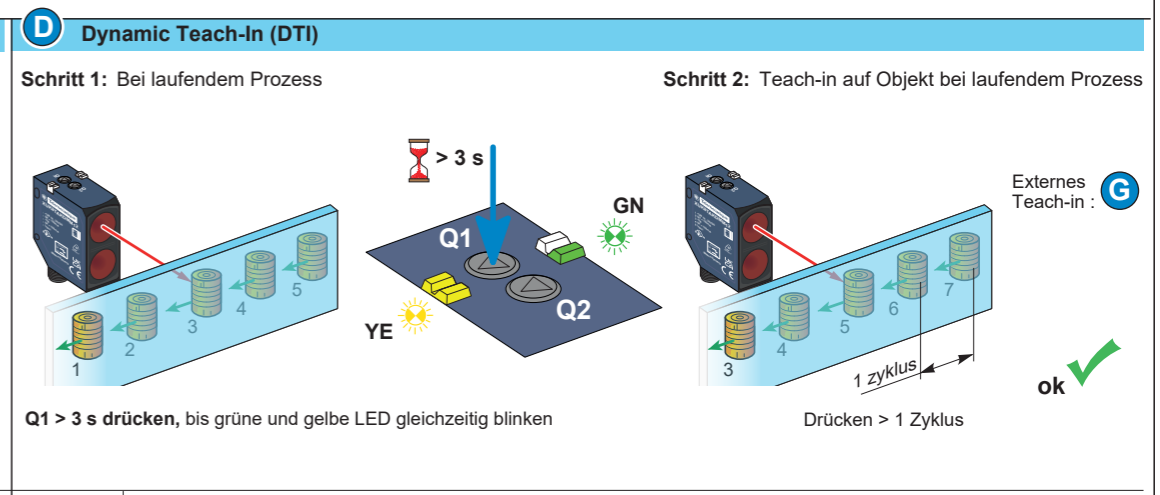 D
Dynamic Teach-In (DTI)
Schritt 1: Bei laufendem Prozess
Schritt 2: Teach-in auf Objekt bei laufendem Prozess
> 3 s
Q1
Q2
GN
YE
1
2
3
4
5
Externes
Teach-in :
G
3
4
5
6
7
1 zyklus
ok
Q1 > 3 s drücken, bis grüne und gelbe LED gleichzeitig blinken
Drücken > 1 Zyklus